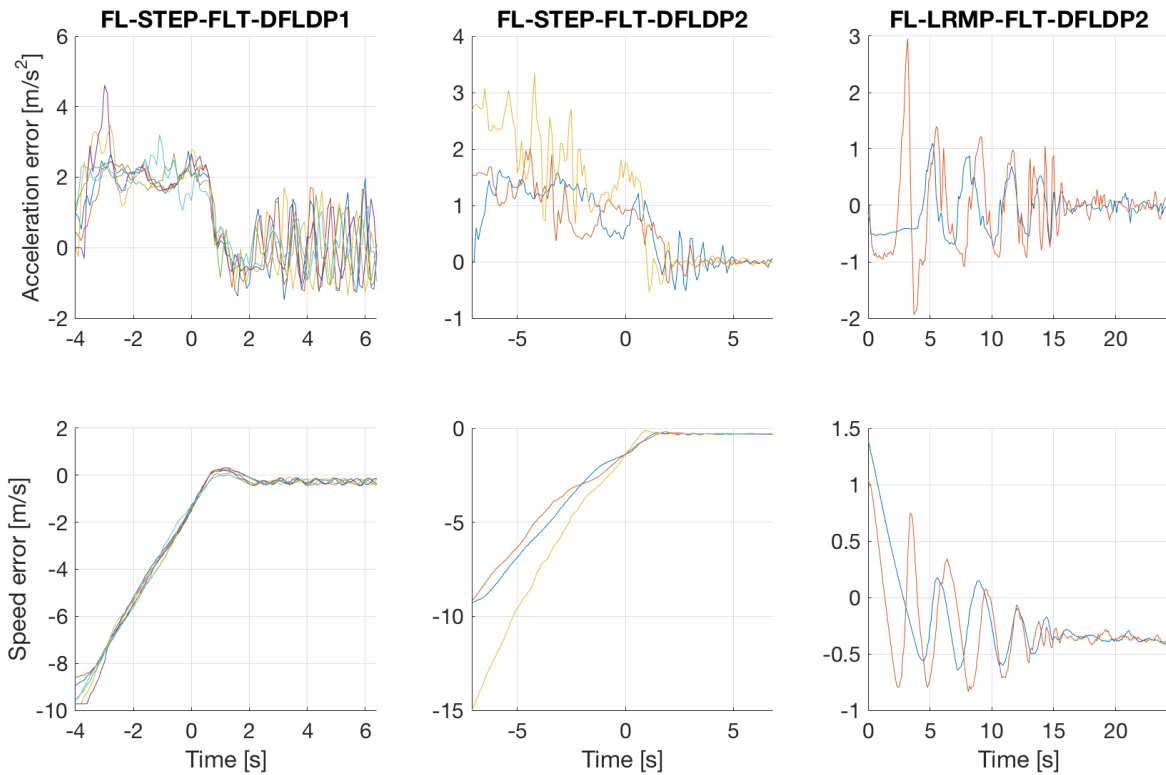 FL-STEP-FLT-DFLDP1
FL-STEP-FLT-DFLDP2
FL-LRMP-FLT-DFLDP2
Acceleration error [m/s²]
6
4
2
0
-2
-4 -2 0 2 4 6
4
3
2
1
0
-1
-5 0 5
3
2
1
0
-1
-2
0 5 10 15 20
Speed error [m/s]
2
0
-2
-4
-6
-8
-10
-4 -2 0 2 4 6
Time [s]
0
-5
-10
-15
-5 0 5
Time [s]
1.5
1
0.5
0
-0.5
-1
0 5 10 15 20
Time [s]